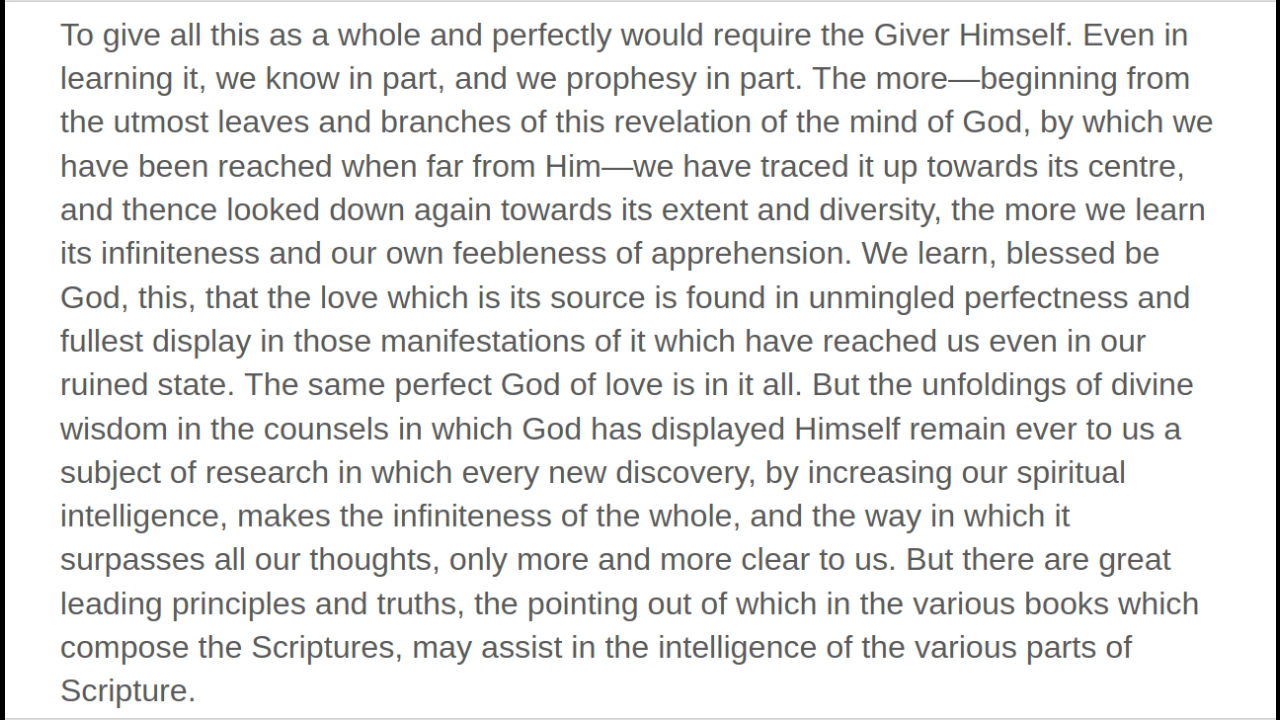 To give all this as a whole and perfectly would require the Giver Himself. Even in
learning it, we know in part, and we prophesy in part. The more—beginning from
the utmost leaves and branches of this revelation of the mind of God, by which we
have been reached when far from Him—we have traced it up towards its centre,
and thence looked down again towards its extent and diversity, the more we learn
its infiniteness and our own feebleness of apprehension. We learn, blessed be
God, this, that the love which is its source is found in unmingled perfectness and
fullest display in those manifestations of it which have reached us even in our
ruined state. The same perfect God of love is in it all. But the unfoldings of divine
wisdom in the counsels in which God has displayed Himself remain ever to us a
subject of research in which every new discovery, by increasing our spiritual
intelligence, makes the infiniteness of the whole, and the way in which it
surpasses all our thoughts, only more and more clear to us. But there are great
leading principles and truths, the pointing out of which in the various books which
compose the Scriptures, may assist in the intelligence of the various parts of
Scripture.